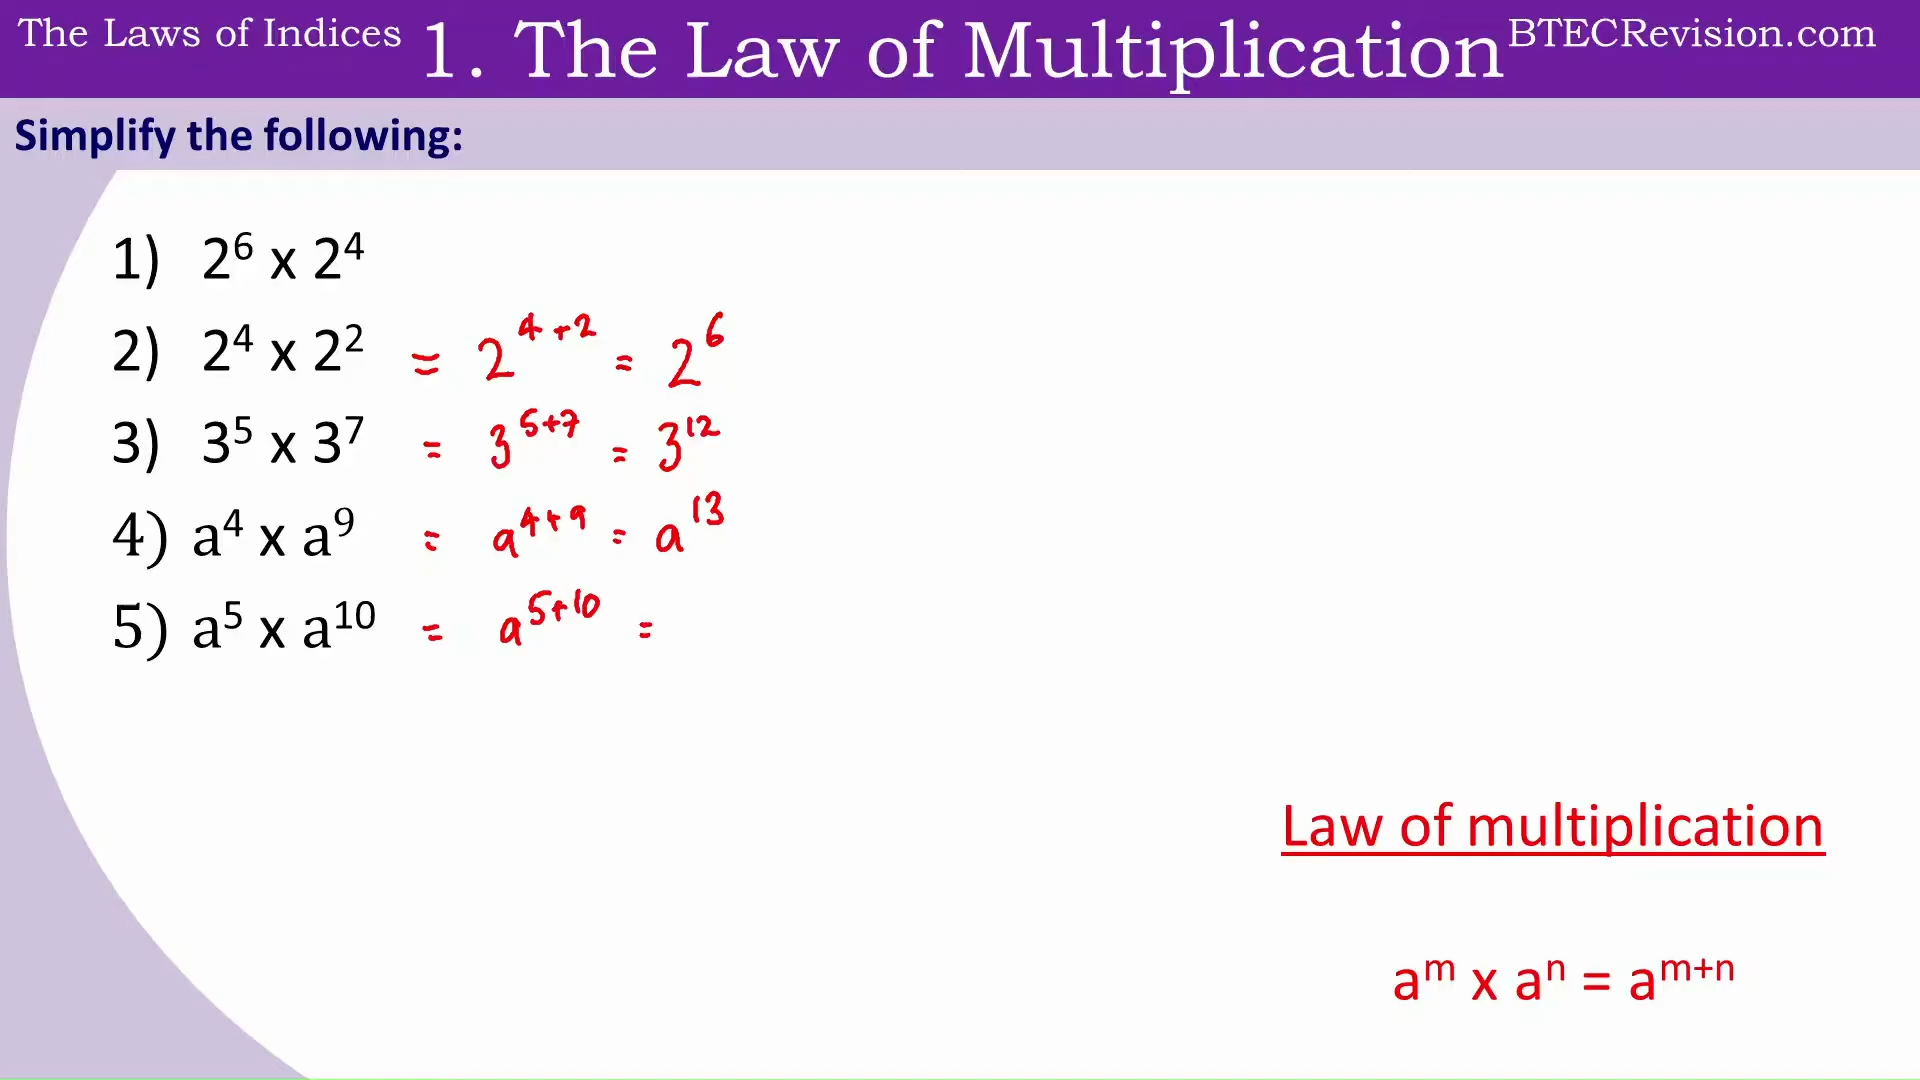 The Laws of Indices 1. The Law of Multiplication BTECRevision.com
Simplify the following:
1) 2⁶ x 2⁴
2) 2⁴ x 2² = 2⁴⁺² = 2⁶
3) 3⁵ x 3⁷ = 3⁵⁺⁷ = 3¹²
4) a⁴ x a⁹ = a⁴⁺⁹ = a¹³
5) a⁵ x a¹⁰ = a⁵⁺¹⁰ =
Law of multiplication
aᵐ x aⁿ = aᵐ⁺ⁿ